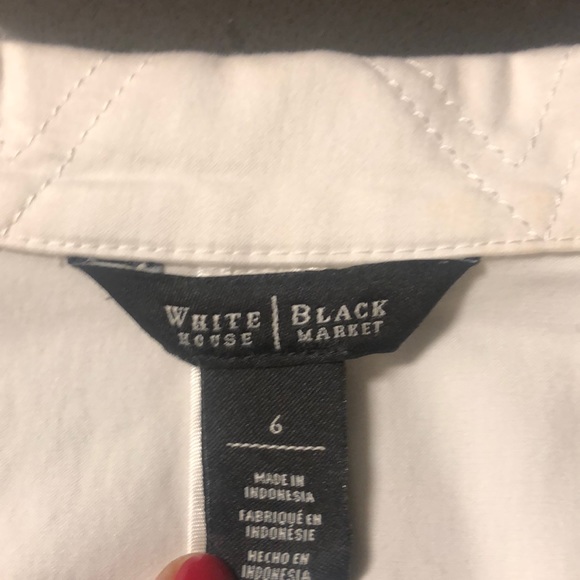 WHITE | BLACK
HOUSE MARKET
6
MADE IN
INDONESIA
FABRIQUÉ EN
INDONÉSIE
HECHO EN
INDONESIA